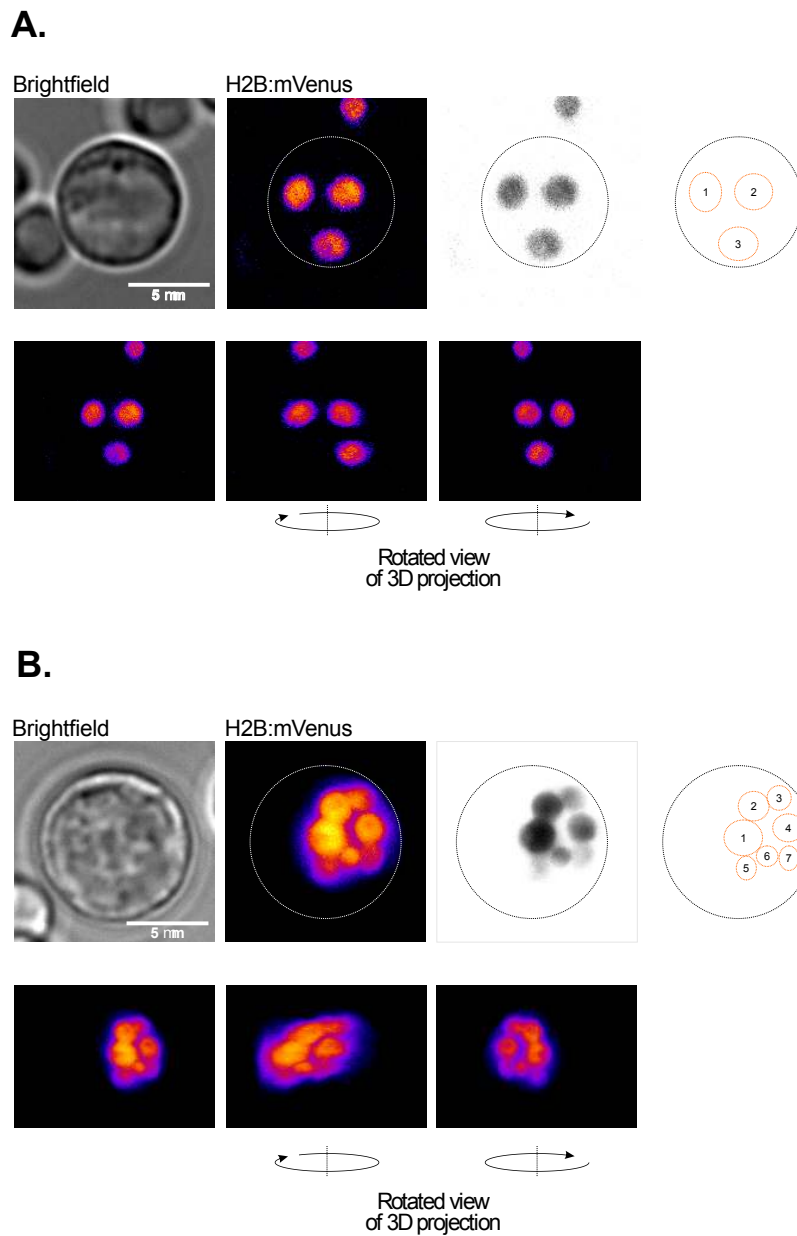 A.
Brightfield
H2B:mVenus
5 mm
1
2
3
Rotated view
of 3D projection
B.
Brightfield
H2B:mVenus
5 mm
1
2
3
4
5
6
7
Rotated view
of 3D projection